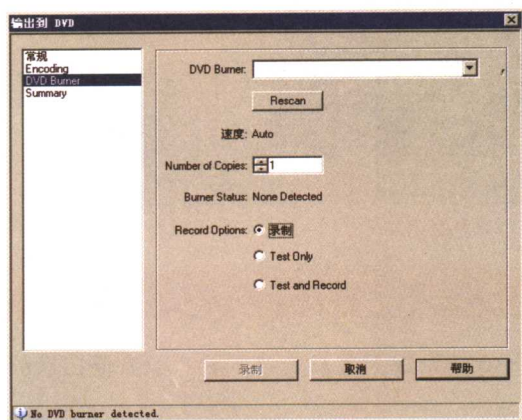 输出到 DVD
常规
Encoding
DVD Burner
Summary
DVD Burner:
Rescan
速度: Auto
Number of Copies: 1
Burner Status: None Detected
Record Options: 录制
Test Only
Test and Record
录制 取消 帮助
No DVD burner detected.